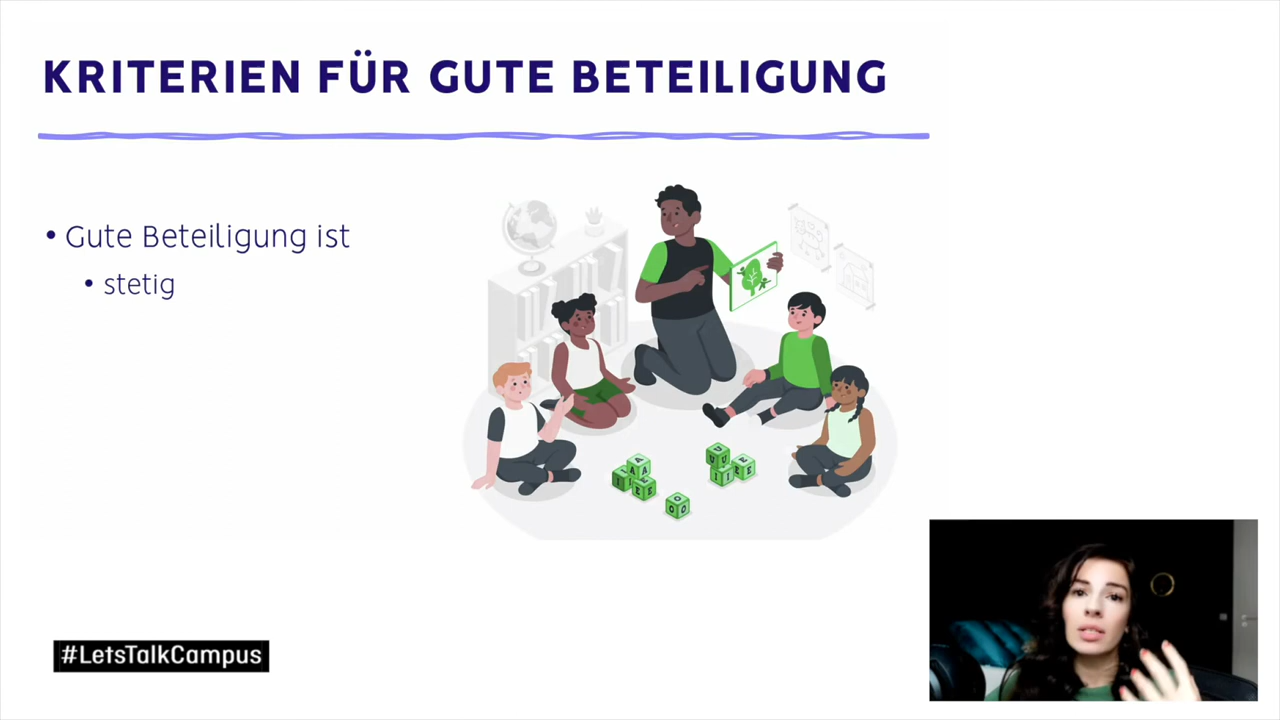 KRITERIEN FÜR GUTE BETEILIGUNG
• Gute Beteiligung ist
• stetig
#LetsTalkCampus